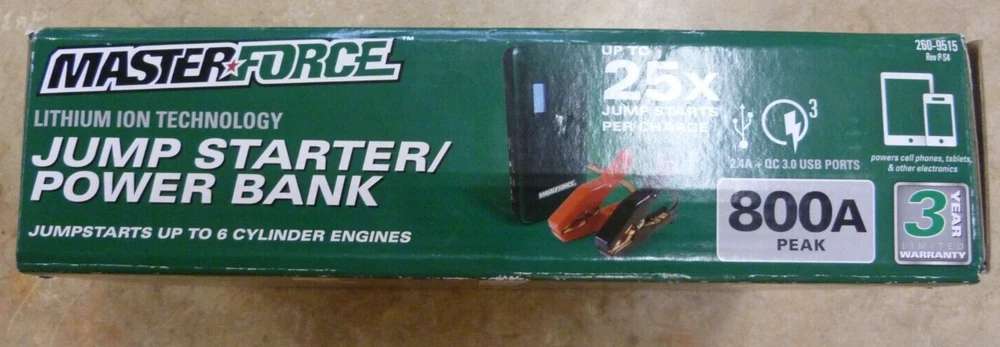 MASTERFORCE™
LITHIUM ION TECHNOLOGY
JUMP STARTER/
POWER BANK
JUMPSTARTS UP TO 6 CYLINDER ENGINES
MASTERFORCE
UP TO
25X
JUMP STARTS
PER CHARGE
3
2.4A + QC 3.0 USB PORTS
800A
PEAK
260-9515
Rev P-S4
powers cell phones, tablets,
& other electronics
3 YEAR
LIMITED
WARRANTY